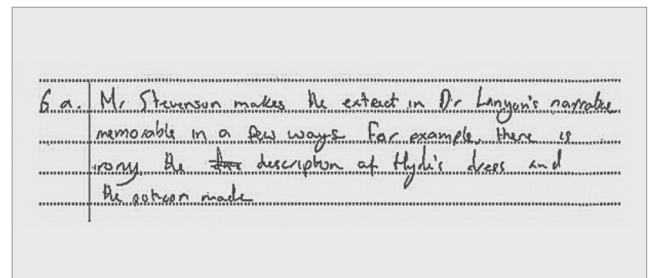 6 a. Mr Stevenson makes the extract in Dr Lanyon's narrative
memorable in a few ways. For example, there is
irony, the description of Hyde's dress and
the potion made